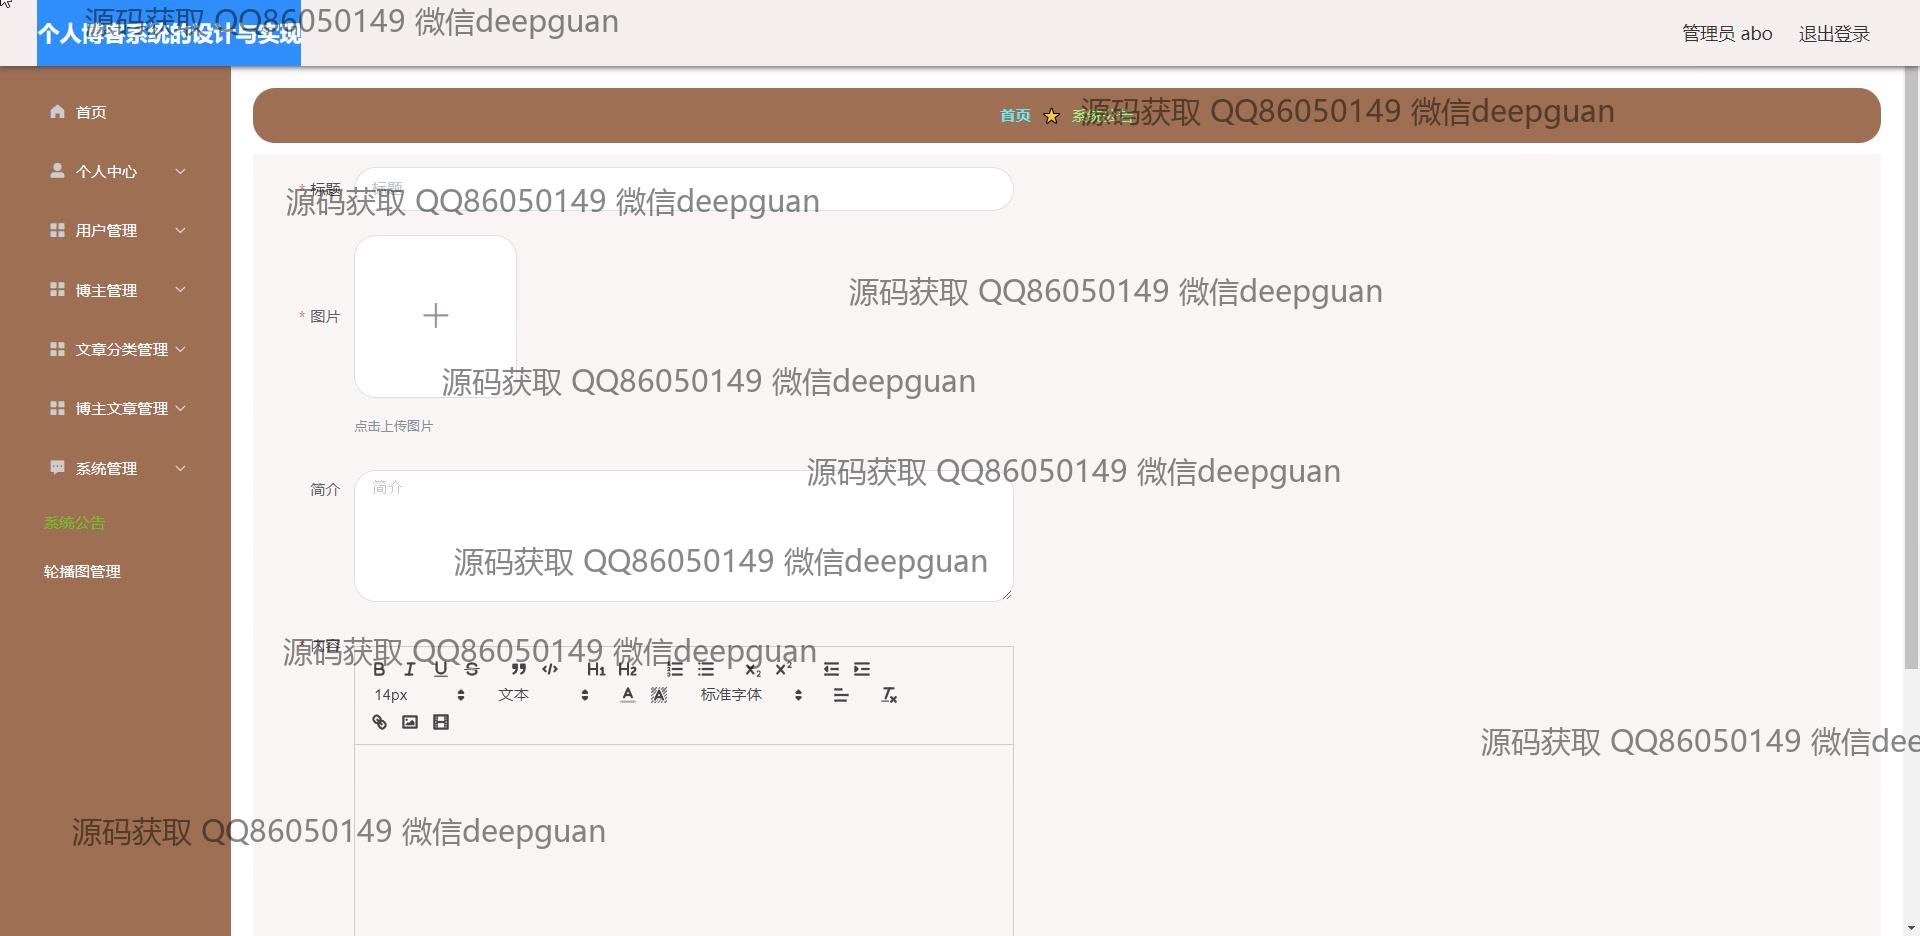 源码获取 QQ86050149 微信deepguan
个人博客系统的设计与实现
管理员 abo
退出登录
首页
个人中心
用户管理
博主管理
文章分类管理
博主文章管理
系统管理
系统公告
轮播图管理
首页 系统公告
源码获取 QQ86050149 微信deepguan
* 标题
标题
源码获取 QQ86050149 微信deepguan
源码获取 QQ86050149 微信deepguan
* 图片
源码获取 QQ86050149 微信deepguan
点击上传图片
源码获取 QQ86050149 微信deepguan
简介
简介
源码获取 QQ86050149 微信deepguan
* 内容
源码获取 QQ86050149 微信deepguan
B I U S H1 H2 X2 X2
14px 文本 A A 标准字体 Tx
源码获取 QQ86050149 微信dee
源码获取 QQ86050149 微信deepguan